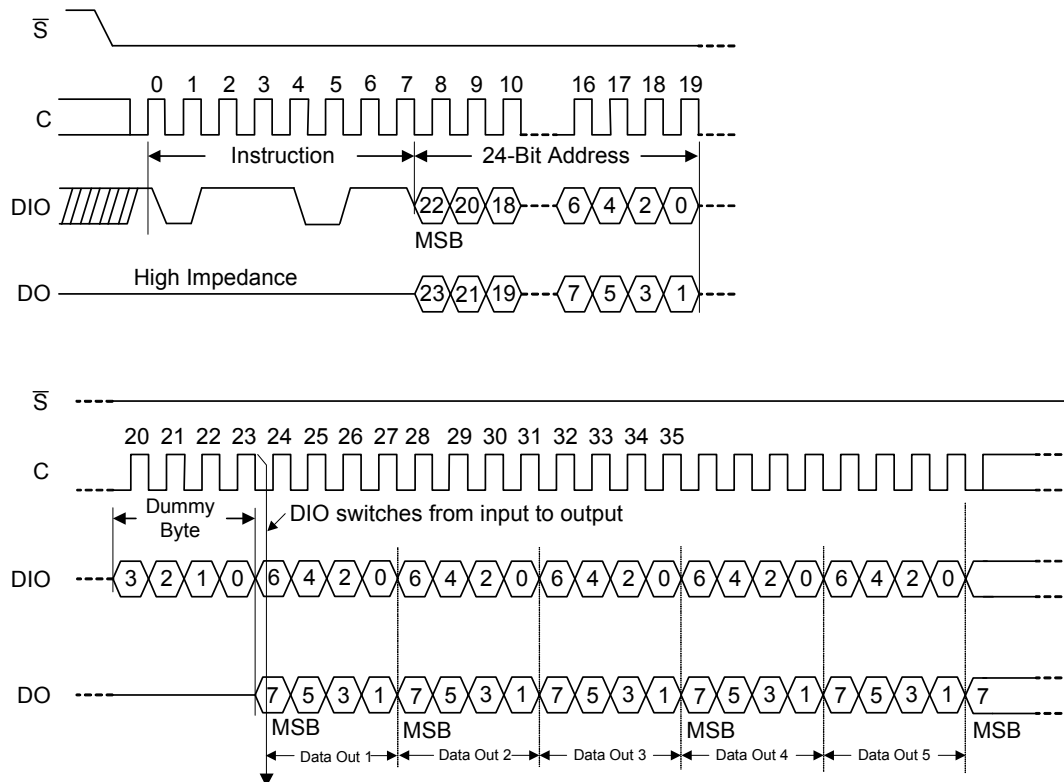 S
0 1 2 3 4 5 6 7 8 9 10 16 17 18 19
C
Instruction 24-Bit Address
DIO 22 20 18 6 4 2 0
MSB
High Impedance
DO 23 21 19 7 5 3 1
S
20 21 22 23 24 25 26 27 28 29 30 31 32 33 34 35
C
Dummy
Byte
DIO switches from input to output
DIO 3 2 1 0 6 4 2 0 6 4 2 0 6 4 2 0 6 4 2 0 6 4 2 0
DO 7 5 3 1 7 5 3 1 7 5 3 1 7 5 3 1 7 5 3 1 7
MSB MSB MSB MSB
Data Out 1 Data Out 2 Data Out 3 Data Out 4 Data Out 5